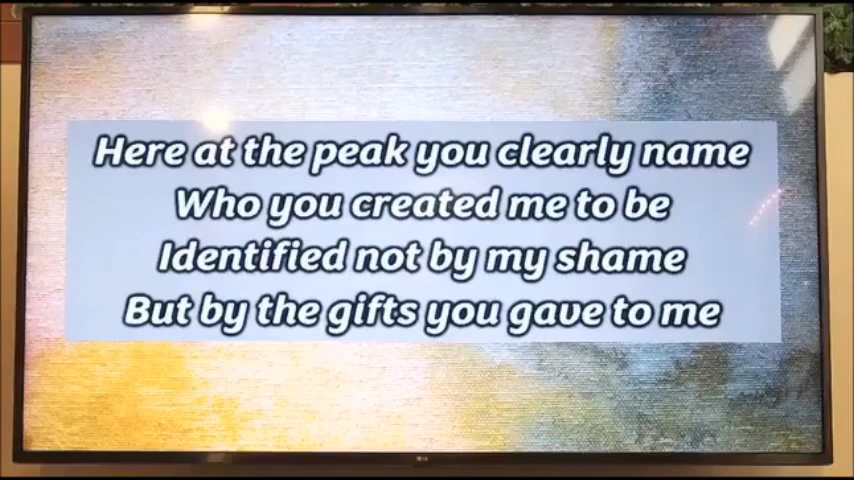 Here at the peak you clearly name
Who you created me to be
Identified not by my shame
But by the gifts you gave to me
LG